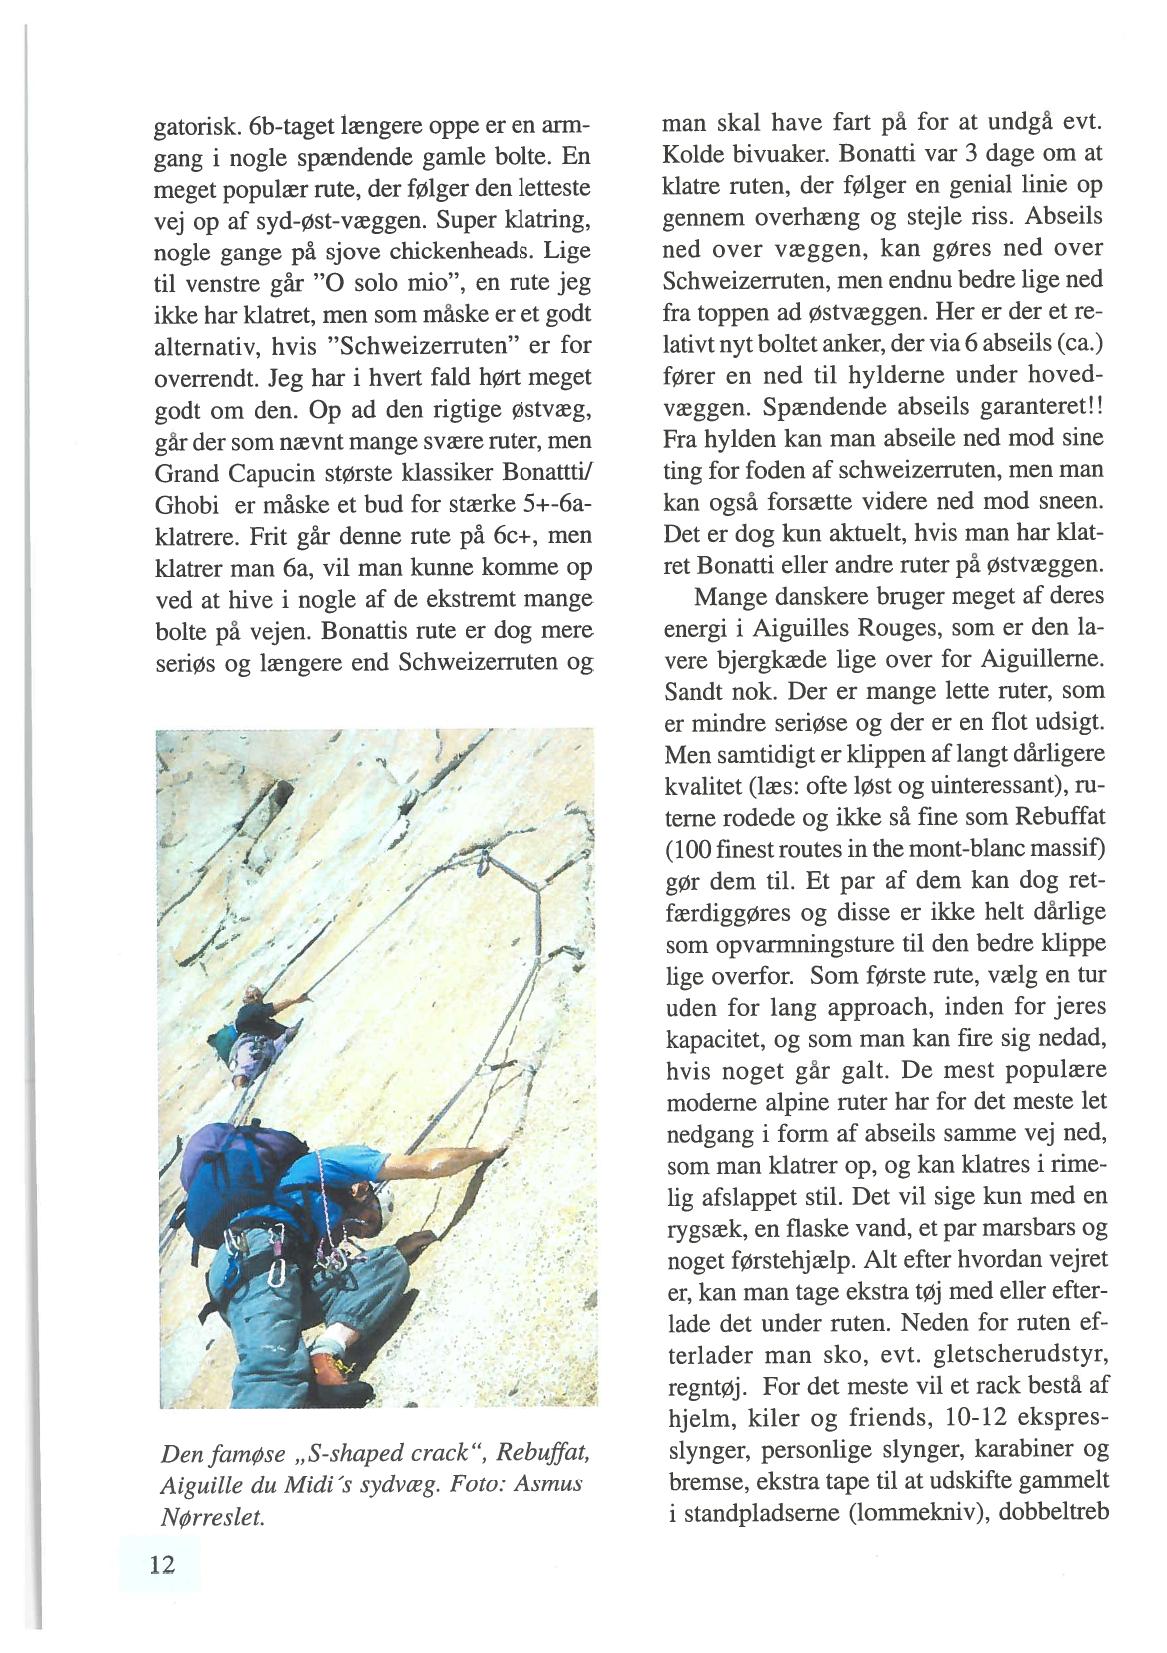 gatorisk. 6b-taget længere oppe er en arm-
gang i nogle spændende gamle bolte. En
meget populær rute, der følger den letteste
vej op af syd-øst-væggen. Super klatring,
nogle gange på sjove chickenheads. Lige
til venstre går ”O solo mio”, en rute jeg
ikke har klatret, men som måske er et godt
alternativ, hvis ”Schweizerruten” er for
overrendt. Jeg har i hvert fald hørt meget
godt om den. Op ad den rigtige østvæg,
går der som nævnt mange svære ruter, men
Grand Capucin største klassiker Bonattti/
Ghobi er måske et bud for stærke 5+-6a-
klatrere. Frit går denne rute på 6c+, men
klatrer man 6a, vil man kunne komme op
ved at hive i nogle af de ekstremt mange
bolte på vejen. Bonattis rute er dog mere
seriøs og længere end Schweizerruten og
Den famøse „S-shaped crack“, Rebuffat,
Aiguille du Midi´s sydvæg. Foto: Asmus
Nørreslet.
12
man skal have fart på for at undgå evt.
Kolde bivuaker. Bonatti var 3 dage om at
klatre ruten, der følger en genial linie op
gennem overhæng og stejle riss. Abseils
ned over væggen, kan gøres ned over
Schweizerruten, men endnu bedre lige ned
fra toppen ad østvæggen. Her er der et re-
lativt nyt boltet anker, der via 6 abseils (ca.)
fører en ned til hylderne under hoved-
væggen. Spændende abseils garanteret!!
Fra hylden kan man abseile ned mod sine
ting for foden af schweizerruten, men man
kan også forsætte videre ned mod sneen.
Det er dog kun aktuelt, hvis man har klat-
ret Bonatti eller andre ruter på østvæggen.
Mange danskere bruger meget af deres
energi i Aiguilles Rouges, som er den la-
vere bjergkæde lige over for Aiguillerne.
Sandt nok. Der er mange lette ruter, som
er mindre seriøse og der er en flot udsigt.
Men samtidigt er klippen af langt dårligere
kvalitet (læs: ofte løst og uinteressant), ru-
terne rodede og ikke så fine som Rebuffat
(100 finest routes in the mont-blanc massif)
gør dem til. Et par af dem kan dog ret-
færdiggøres og disse er ikke helt dårlige
som opvarmningsture til den bedre klippe
lige overfor. Som første rute, vælg en tur
uden for lang approach, inden for jeres
kapacitet, og som man kan fire sig nedad,
hvis noget går galt. De mest populære
moderne alpine ruter har for det meste let
nedgang i form af abseils samme vej ned,
som man klatrer op, og kan klatres i rime-
lig afslappet stil. Det vil sige kun med en
rygsæk, en flaske vand, et par marsbars og
noget førstehjælp. Alt efter hvordan vejret
er, kan man tage ekstra tøj med eller efter-
lade det under ruten. Neden for ruten ef-
terlader man sko, evt. gletscherudstyr,
regntøj. For det meste vil et rack bestå af
hjelm, kiler og friends, 10-12 ekspres-
slynger, personlige slynger, karabiner og
bremse, ekstra tape til at udskifte gammelt
i standpladserne (lommekniv), dobbeltreb